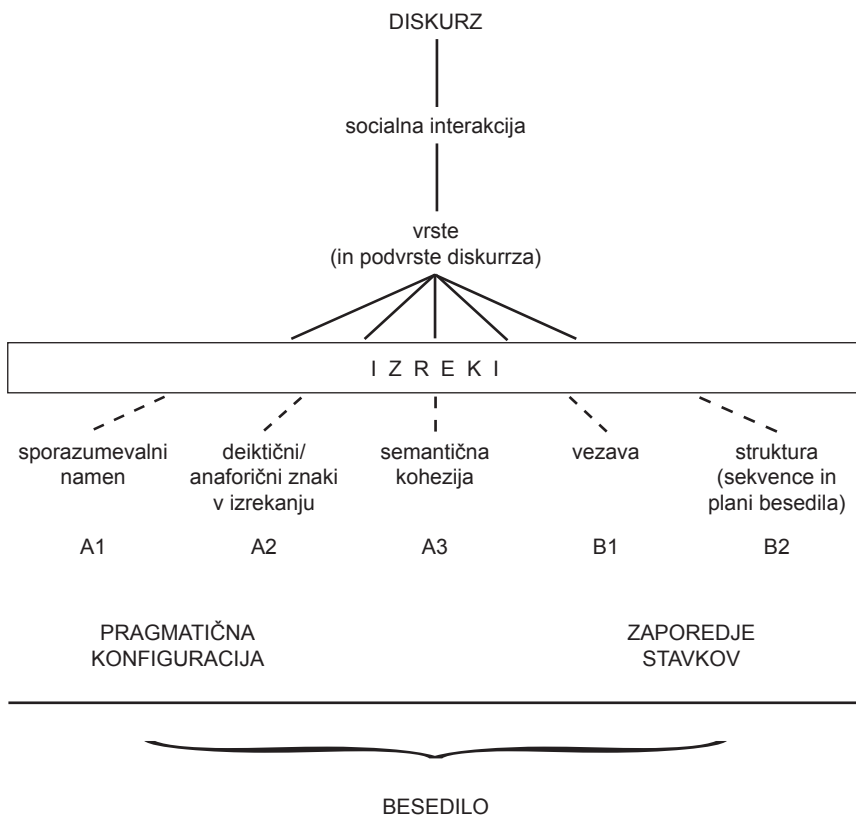 DISKURZ
socialna interakcija
vrste
(in podvrste diskurrza)
I Z R E K I
sporazumevalni
namen
deiktični/
anaforični znaki
v izrekanju
semantična
kohezija
vezava
struktura
(sekvence in
plani besedila)
A1
A2
A3
B1
B2
PRAGMATIČNA
KONFIGURACIJA
ZAPOREDJE
STAVKOV
BESEDILO